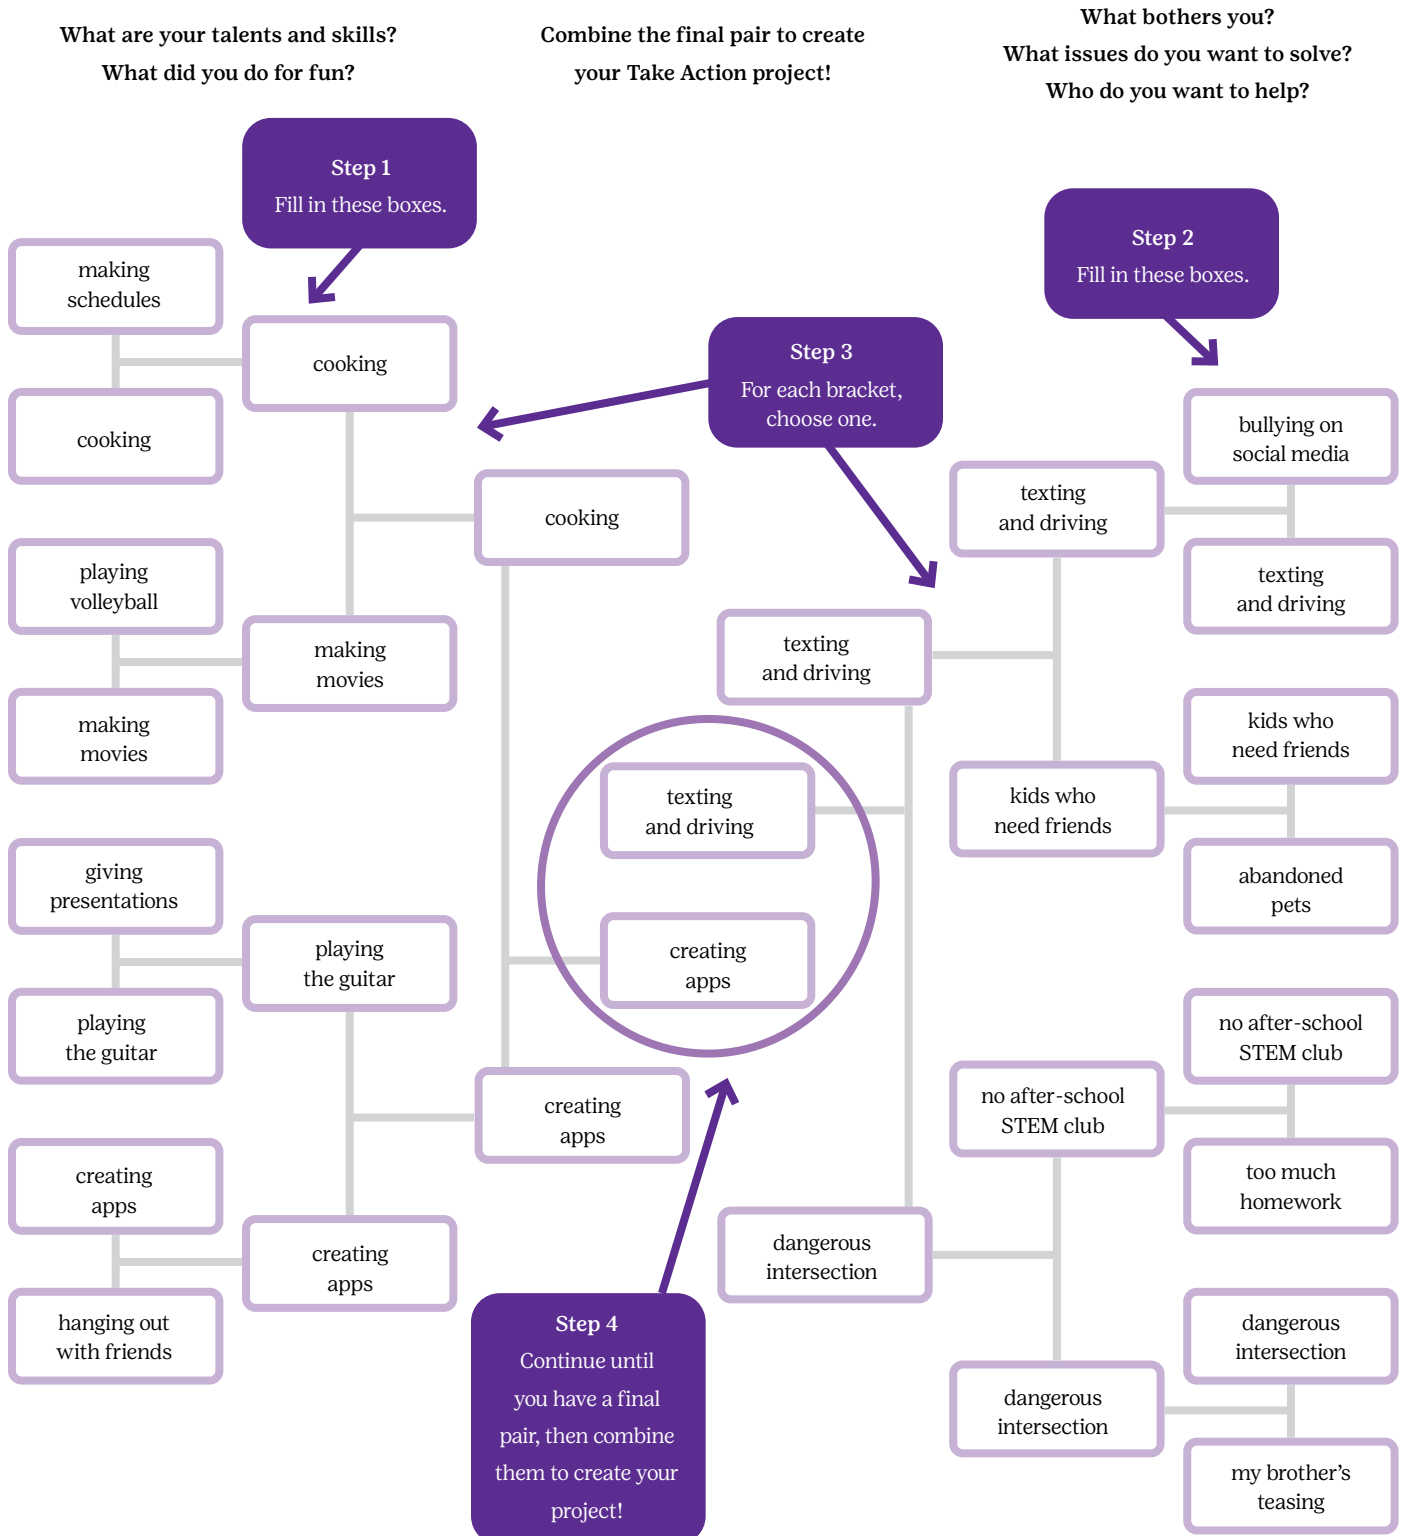 What are your talents and skills?
What did you do for fun?
Combine the final pair to create
your Take Action project!
What bothers you?
What issues do you want to solve?
Who do you want to help?
Step 1
Fill in these boxes.
Step 2
Fill in these boxes.
Step 3
For each bracket,
choose one.
making
schedules
cooking
playing
volleyball
making
movies
giving
presentations
playing
the guitar
creating
apps
hanging out
with friends
cooking
making
movies
playing
the guitar
creating
apps
cooking
creating
apps
texting
and driving
creating
apps
texting
and driving
dangerous
intersection
texting
and driving
kids who
need friends
no after-school
STEM club
dangerous
intersection
bullying on
social media
texting
and driving
kids who
need friends
abandoned
pets
no after-school
STEM club
too much
homework
dangerous
intersection
my brother’s
teasing
Step 4
Continue until
you have a final
pair, then combine
them to create your
project!